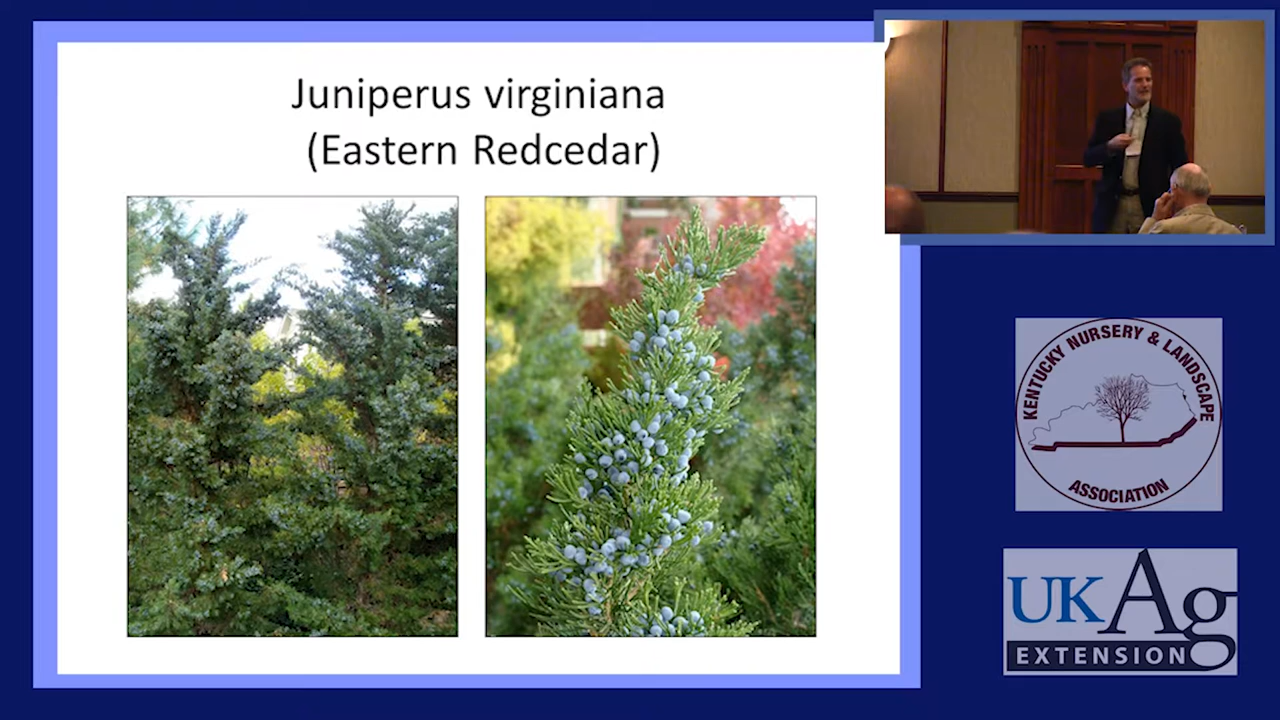 Juniperus virginiana
(Eastern Redcedar)
KENTUCKY NURSERY & LANDSCAPE
ASSOCIATION
UKAg
EXTENSION